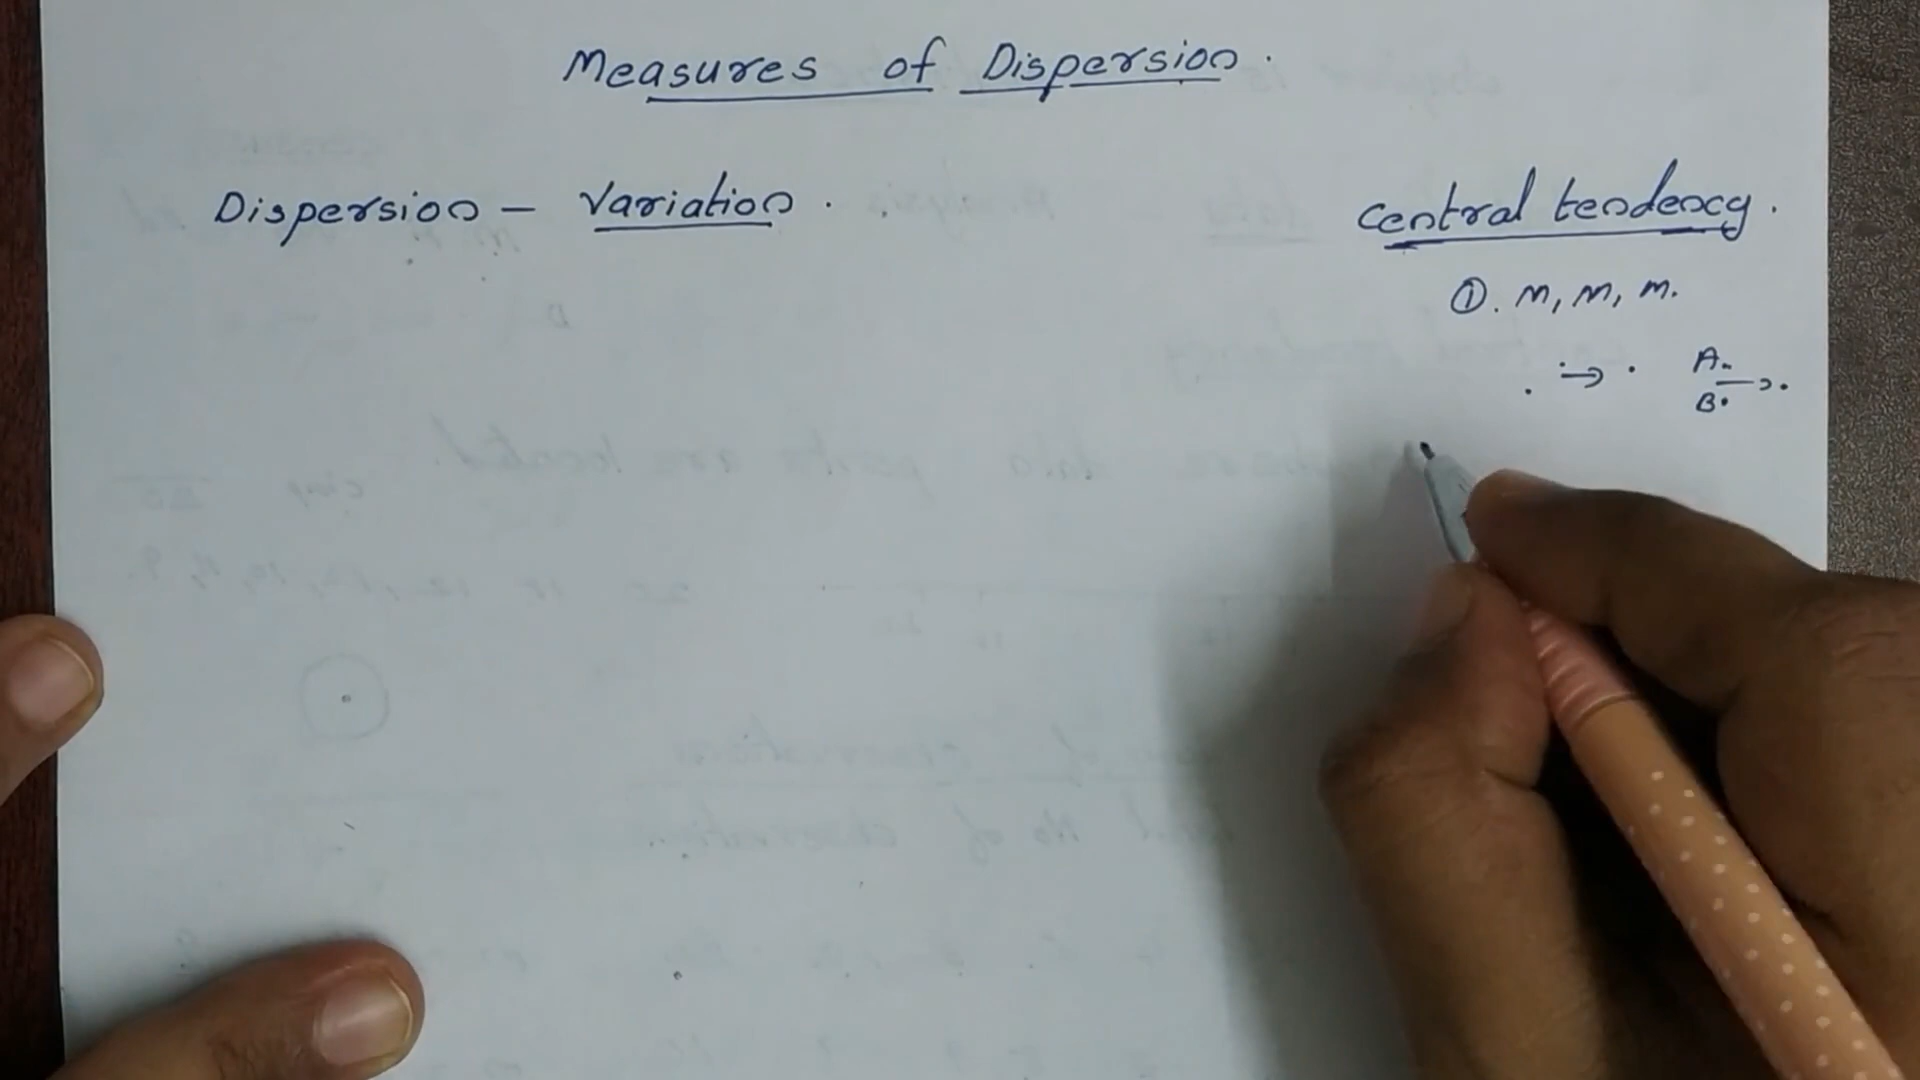 Measures of Dispersion.
Dispersion - Variation.
Central tendency.
①. M, M, M.
. → . A.
B. → .